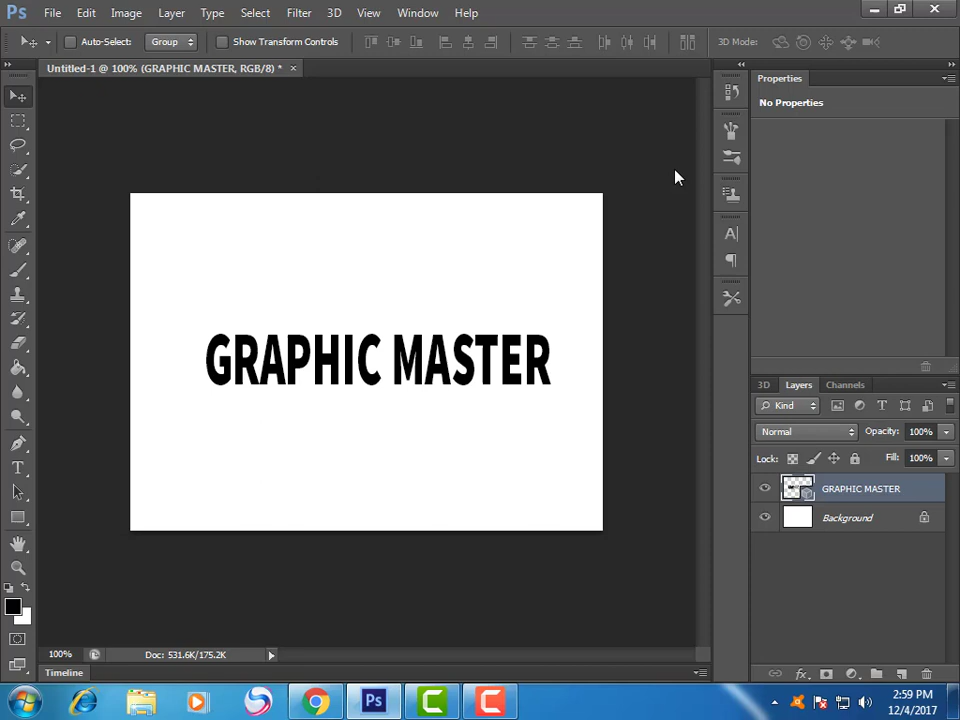 Ps File Edit Image Layer Type Select Filter 3D View Window Help
Auto-Select: Group Show Transform Controls 3D Mode:
Untitled-1 @ 100% (GRAPHIC MASTER, RGB/8) * ×
Properties
No Properties
GRAPHIC MASTER
3D Layers Channels
Kind
Normal Opacity: 100%
Lock: Fill: 100%
GRAPHIC MASTER
Background
100% Doc: 531.6K/175.2K
Timeline
Ps
2:59 PM
12/4/2017